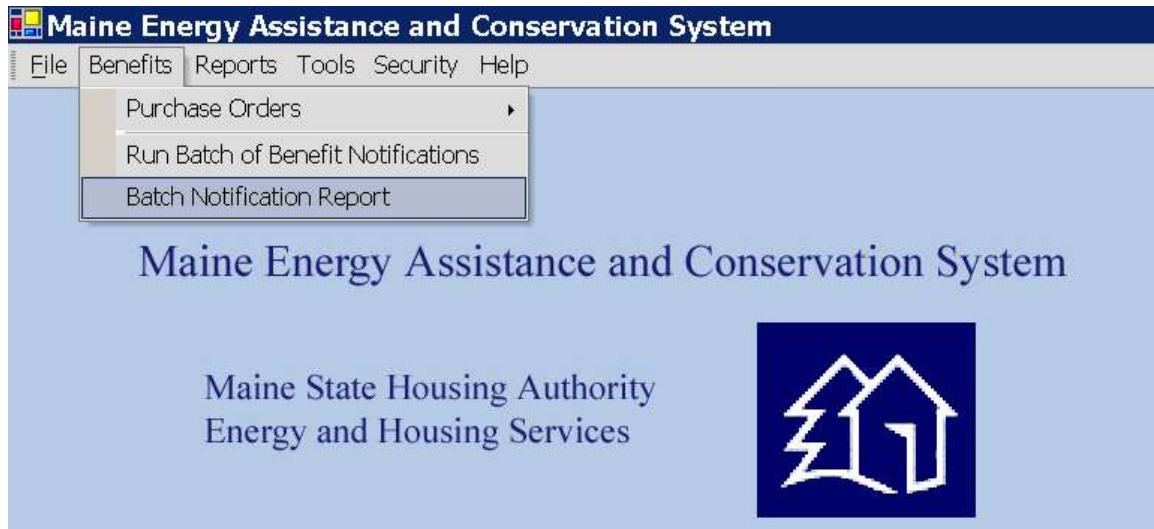 Maine Energy Assistance and Conservation System
File Benefits Reports Tools Security Help
Purchase Orders
Run Batch of Benefit Notifications
Batch Notification Report
Maine Energy Assistance and Conservation System
Maine State Housing Authority
Energy and Housing Services